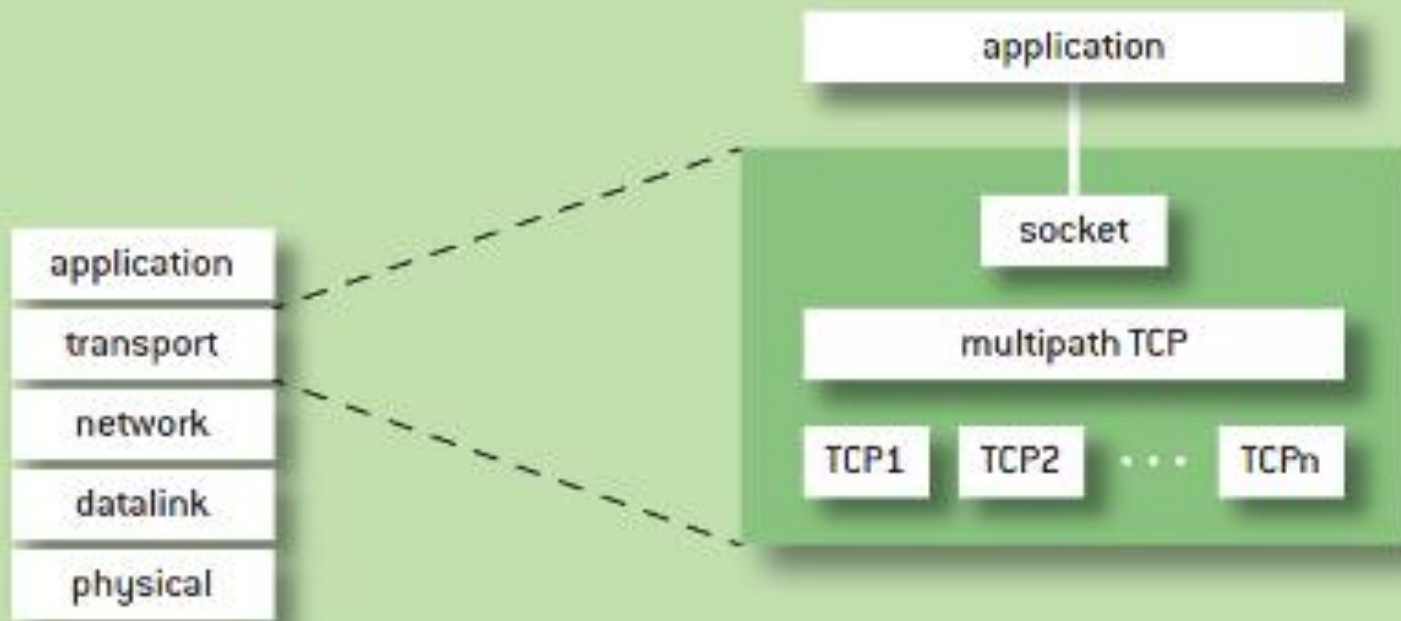 application
transport
network
datalink
physical
application
socket
multipath TCP
TCP1 TCP2 ... TCPn